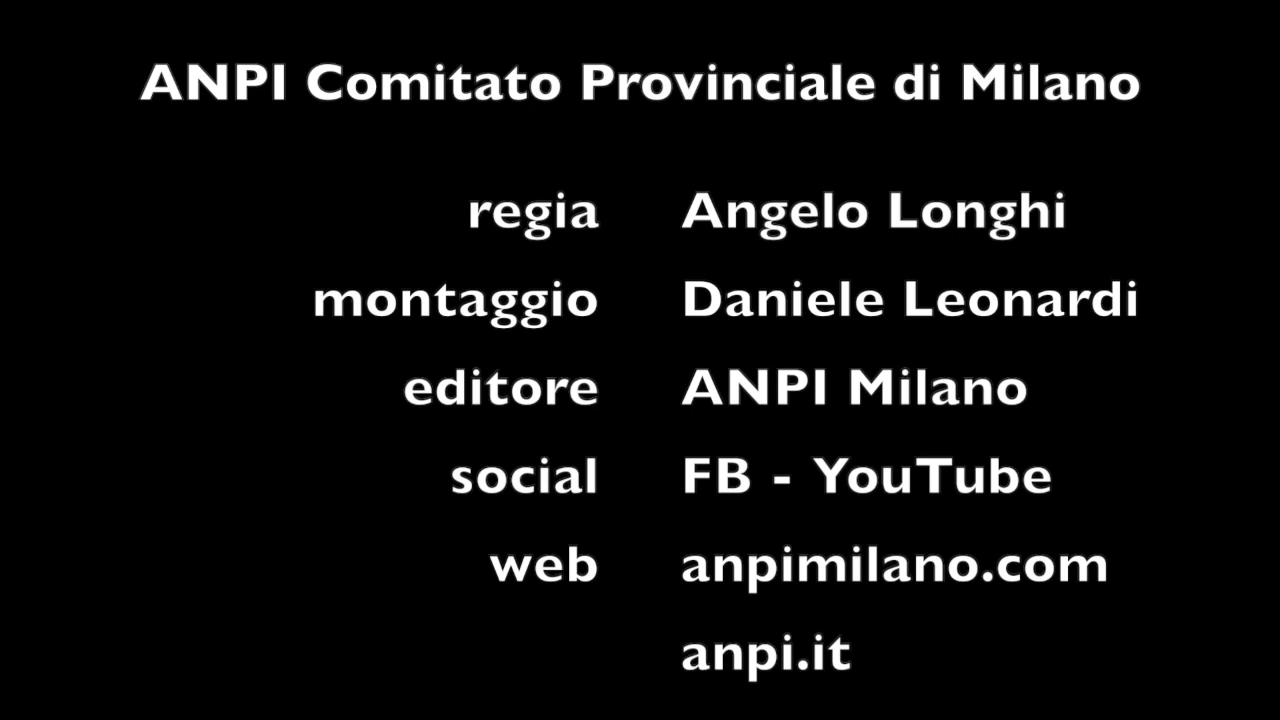 ANPI Comitato Provinciale di Milano
regia Angelo Longhi
montaggio Daniele Leonardi
editore ANPI Milano
social FB - YouTube
web anpimilano.com
anpi.it